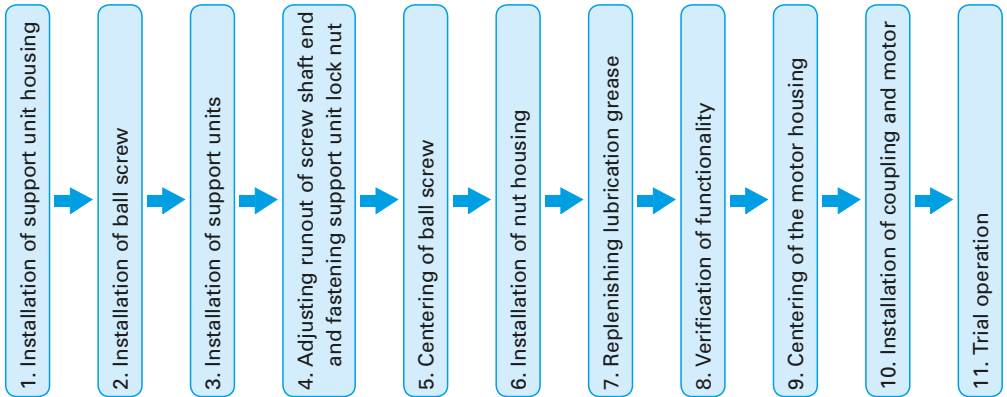 1. Installation of support unit housing
2. Installation of ball screw
3. Installation of support units
4. Adjusting runout of screw shaft end
and fastening support unit lock nut
5. Centering of ball screw
6. Installation of nut housing
7. Replenishing lubrication grease
8. Verification of functionality
9. Centering of the motor housing
10. Installation of coupling and motor
11. Trial operation